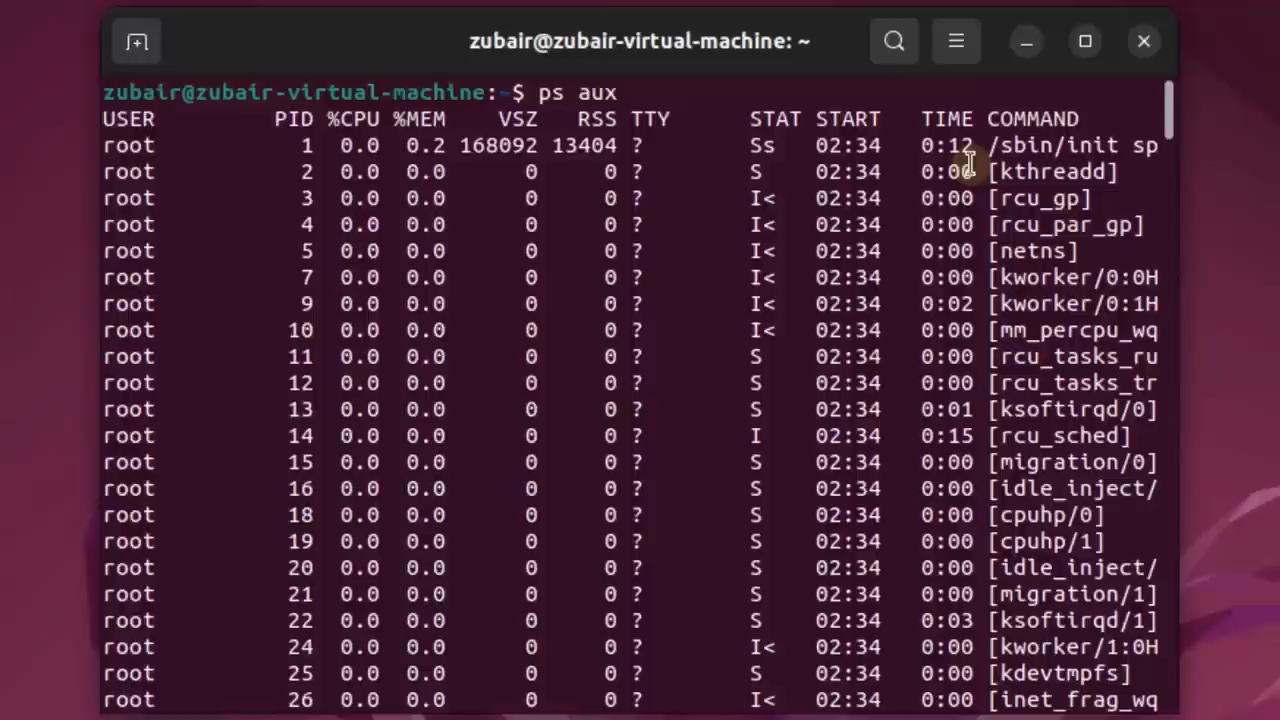 zubair@zubair-virtual-machine: ~
zubair@zubair-virtual-machine:~$ ps aux
USER PID %CPU %MEM VSZ RSS TTY STAT START TIME COMMAND
root 1 0.0 0.2 168092 13404 ? Ss 02:34 0:12 /sbin/init sp
root 2 0.0 0.0 0 0 ? S 02:34 0:00 [kthreadd]
root 3 0.0 0.0 0 0 ? I< 02:34 0:00 [rcu_gp]
root 4 0.0 0.0 0 0 ? I< 02:34 0:00 [rcu_par_gp]
root 5 0.0 0.0 0 0 ? I< 02:34 0:00 [netns]
root 7 0.0 0.0 0 0 ? I< 02:34 0:00 [kworker/0:0H
root 9 0.0 0.0 0 0 ? I< 02:34 0:02 [kworker/0:1H
root 10 0.0 0.0 0 0 ? I< 02:34 0:00 [mm_percpu_wq
root 11 0.0 0.0 0 0 ? S 02:34 0:00 [rcu_tasks_ru
root 12 0.0 0.0 0 0 ? S 02:34 0:00 [rcu_tasks_tr
root 13 0.0 0.0 0 0 ? S 02:34 0:01 [ksoftirqd/0]
root 14 0.0 0.0 0 0 ? I 02:34 0:15 [rcu_sched]
root 15 0.0 0.0 0 0 ? S 02:34 0:00 [migration/0]
root 16 0.0 0.0 0 0 ? S 02:34 0:00 [idle_inject/
root 18 0.0 0.0 0 0 ? S 02:34 0:00 [cpuhp/0]
root 19 0.0 0.0 0 0 ? S 02:34 0:00 [cpuhp/1]
root 20 0.0 0.0 0 0 ? S 02:34 0:00 [idle_inject/
root 21 0.0 0.0 0 0 ? S 02:34 0:00 [migration/1]
root 22 0.0 0.0 0 0 ? S 02:34 0:03 [ksoftirqd/1]
root 24 0.0 0.0 0 0 ? I< 02:34 0:00 [kworker/1:0H
root 25 0.0 0.0 0 0 ? S 02:34 0:00 [kdevtmpfs]
root 26 0.0 0.0 0 0 ? I< 02:34 0:00 [inet_frag_wq